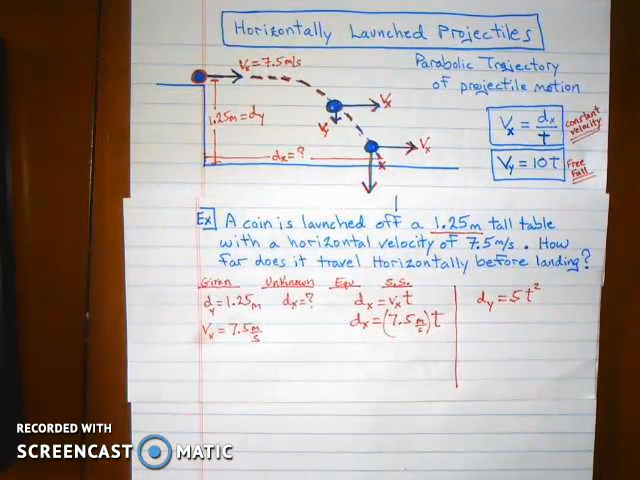 Horizontally Launched Projectiles
Vx = 7.5 m/s
Parabolic Trajectory
of projectile motion
1.25m = dy
Vx
Vy
Vx
dx = ?
x
Vx = dx/t
constant velocity
Vy = 10t
Free Fall
Ex A coin is launched off a 1.25m tall table
with a horizontal velocity of 7.5 m/s. How
far does it travel Horizontally before landing?
Given Unknown Equ S.S.
dy = 1.25m dx = ? dx = vx t dy = 5t²
Vx = 7.5 m/s dx = (7.5 m/s) t
RECORDED WITH
SCREENCAST MATIC